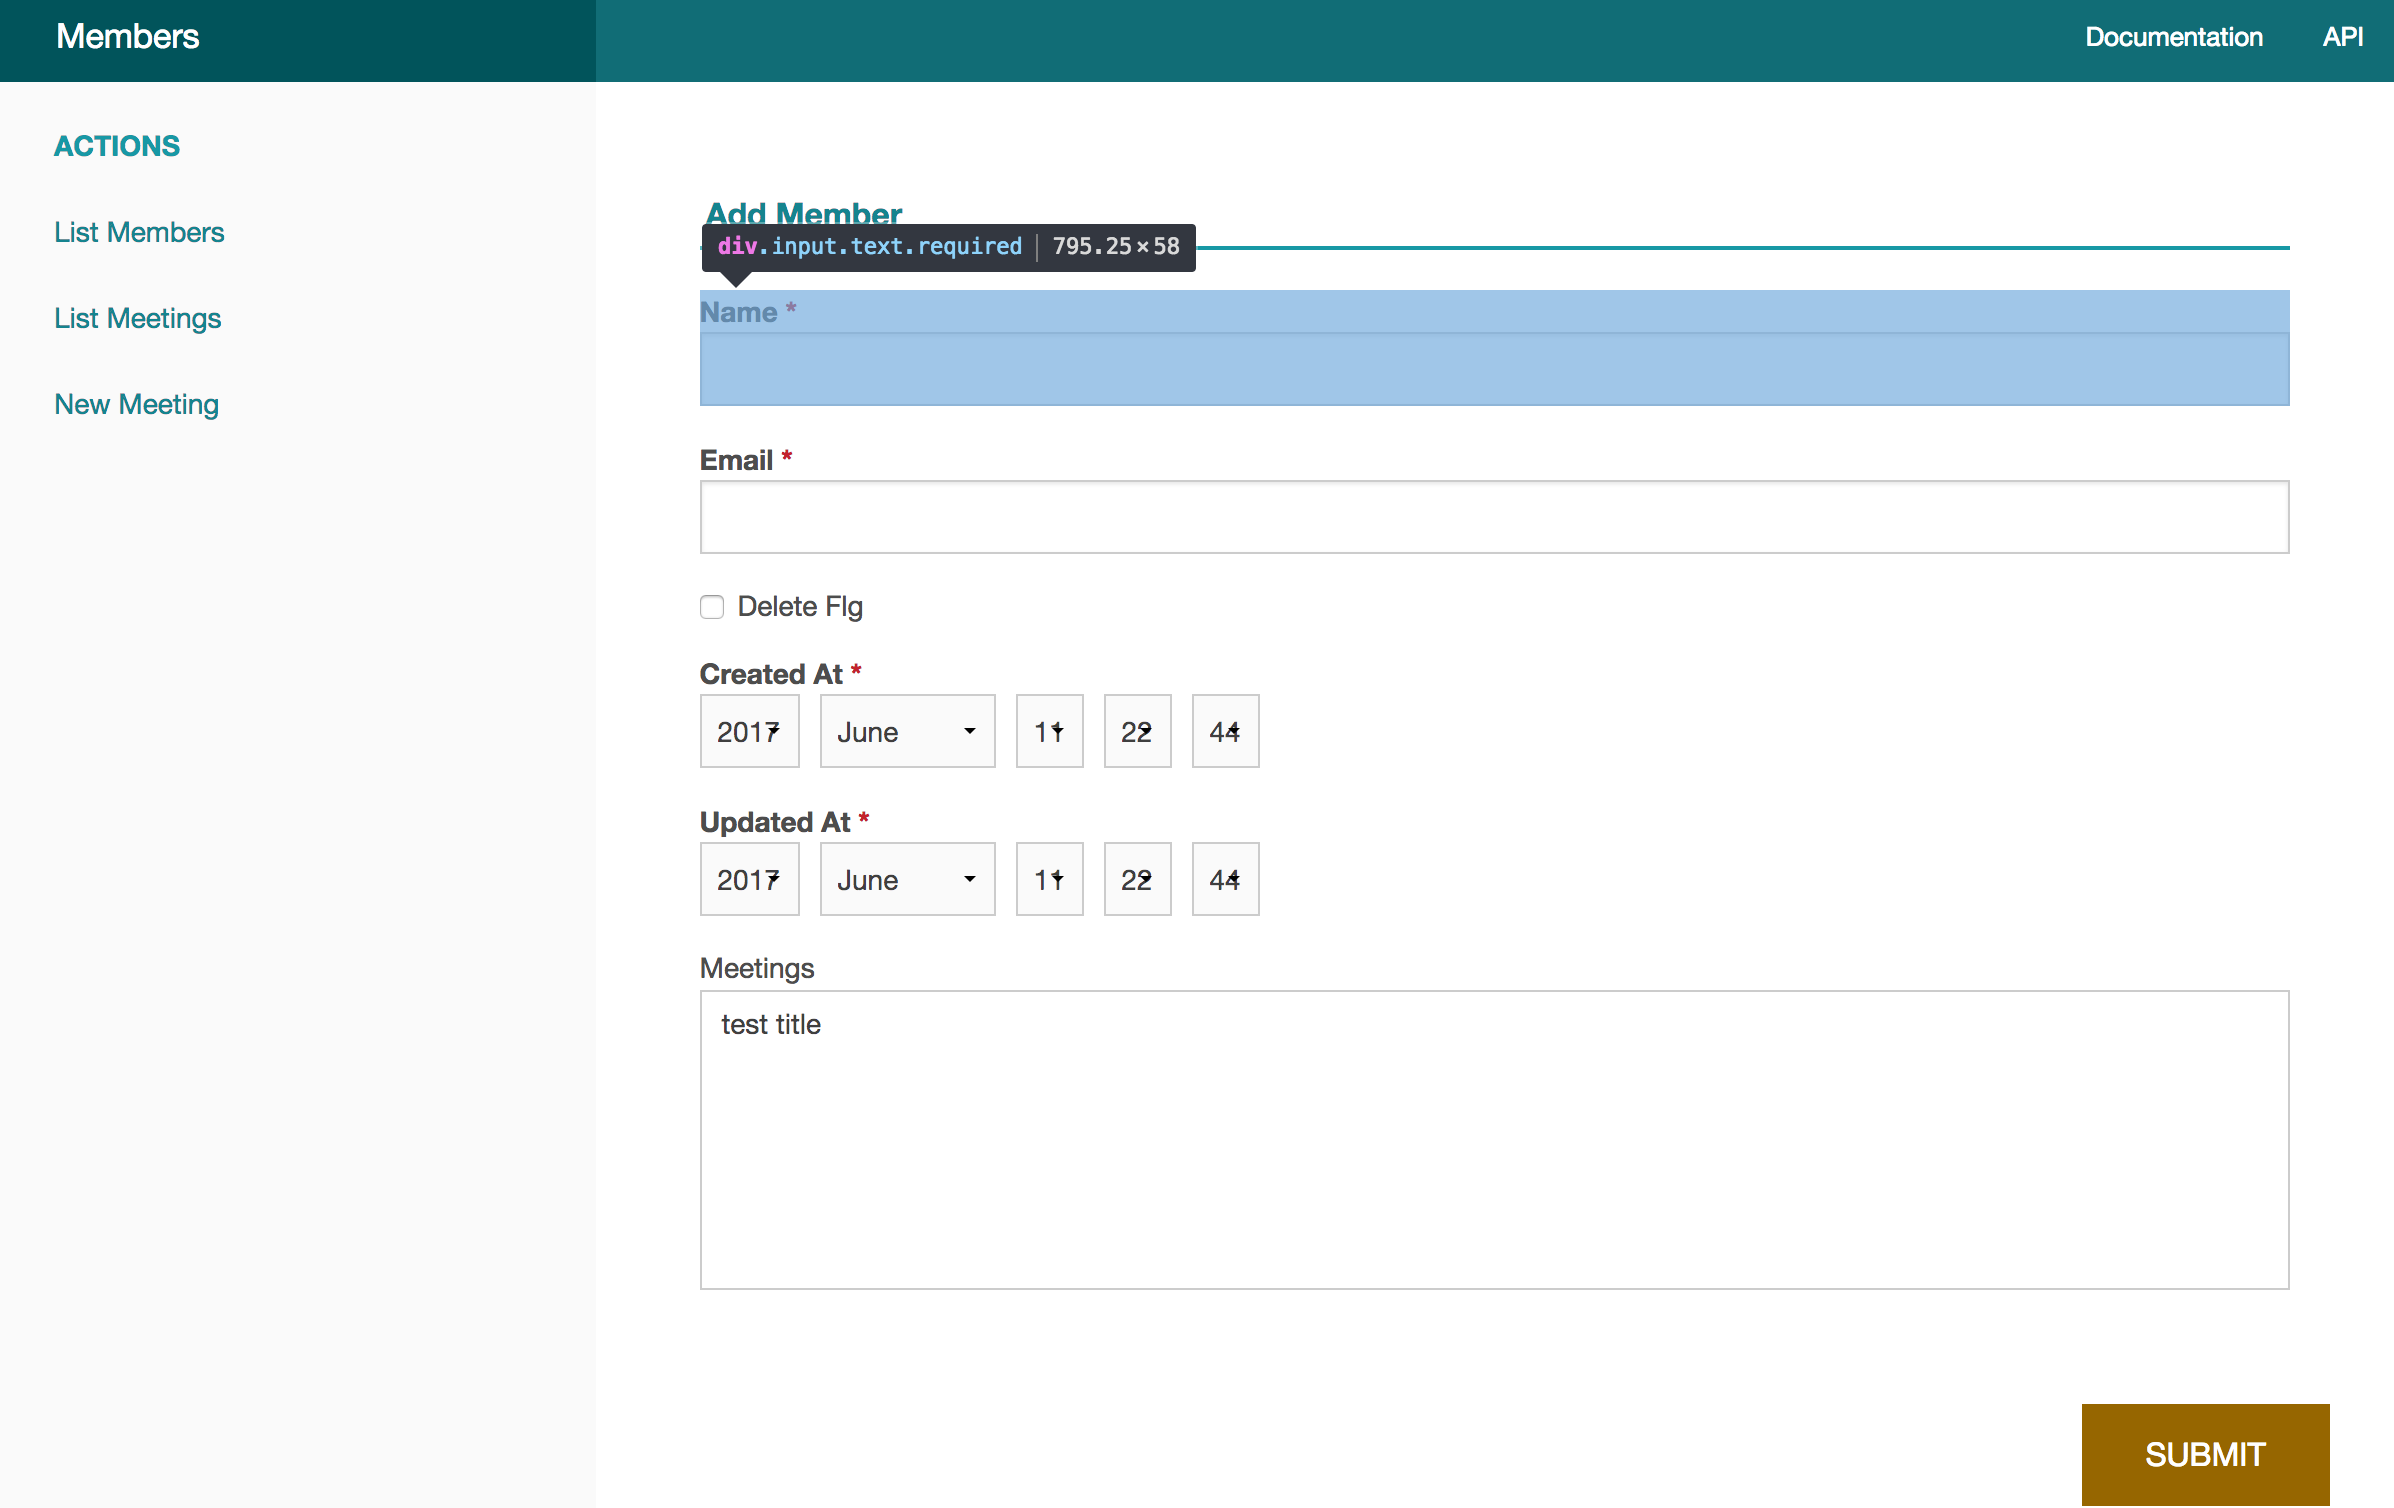 Members
Documentation API
ACTIONS
List Members
List Meetings
New Meeting
Add Member
div.input.text.required 795.25×58
Name *
Email *
Delete Flg
Created At *
2017 June 11 22 44
Updated At *
2017 June 11 22 44
Meetings
test title
SUBMIT